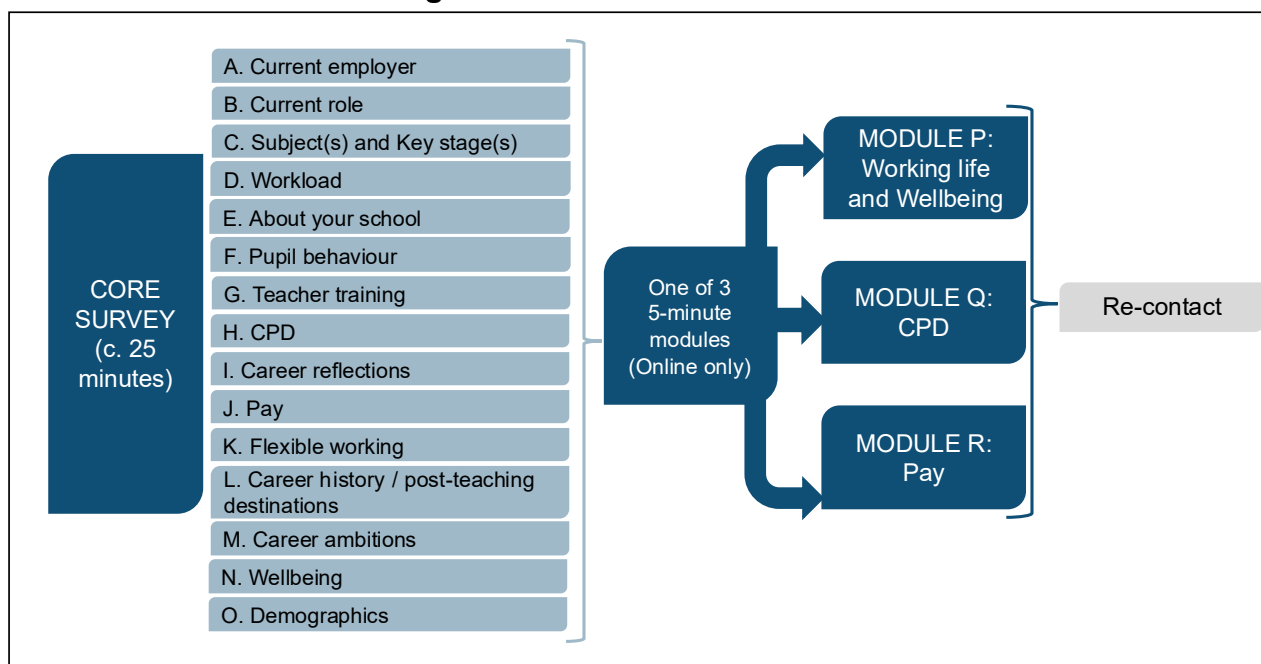 CORE
SURVEY
(c. 25
minutes)
A. Current employer
B. Current role
C. Subject(s) and Key stage(s)
D. Workload
E. About your school
F. Pupil behaviour
G. Teacher training
H. CPD
I. Career reflections
J. Pay
K. Flexible working
L. Career history / post-teaching
destinations
M. Career ambitions
N. Wellbeing
O. Demographics
One of 3
5-minute
modules
(Online only)
MODULE P:
Working life
and Wellbeing
MODULE Q:
CPD
MODULE R:
Pay
Re-contact